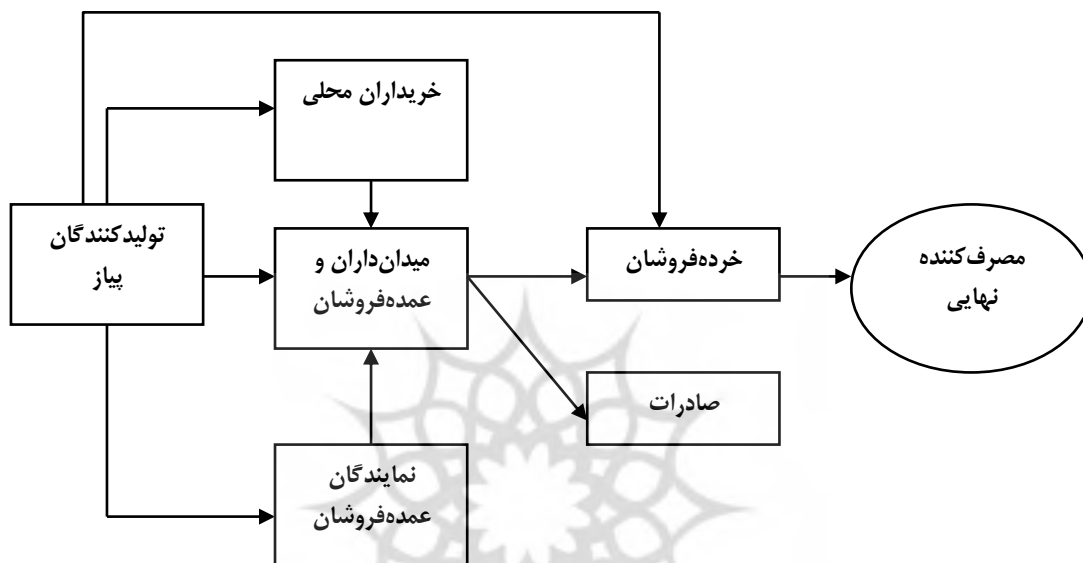 خریداران محلی
تولیدکنندگان
پیاز
میدان‌داران و
عمده‌فروشان
خرده‌فروشان
مصرف‌کننده
نهایی
صادرات
نمایندگان
عمده‌فروشان